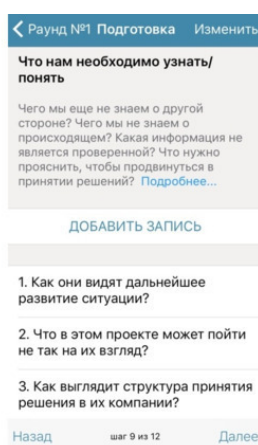 Раунд №1 Подготовка Изменить
Что нам необходимо узнать/
понять
Чего мы еще не знаем о другой
стороне? Чего мы не знаем о
происходящем? Какая информация не
является проверенной? Что нужно
прояснить, чтобы продвинуться в
принятии решений? Подробнее...
ДОБАВИТЬ ЗАПИСЬ
1. Как они видят дальнейшее
развитие ситуации?
2. Что в этом проекте может пойти
не так на их взгляд?
3. Как выглядит структура принятия
решения в их компании?
Назад шаг 9 из 12 Далее